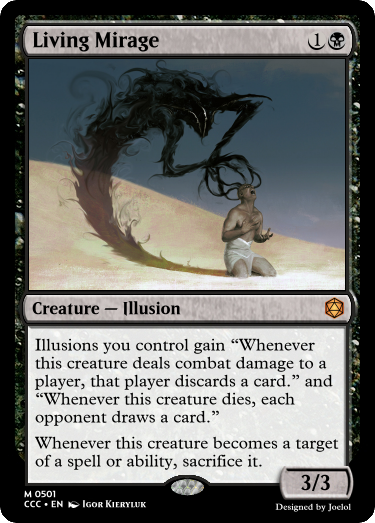 Living Mirage 1
Creature — Illusion
Illusions you control gain “Whenever
this creature deals combat damage to a
player, that player discards a card.” and
“Whenever this creature dies, each
opponent draws a card.”
Whenever this creature becomes a target
of a spell or ability, sacrifice it.
3/3
M 0501
CCC • EN Igor Kieryluk
Designed by Joelol